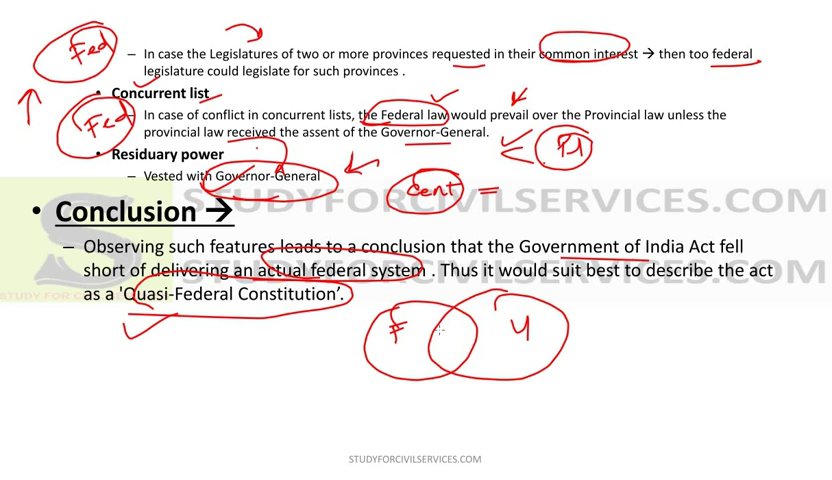 Fed
– In case the Legislatures of two or more provinces requested in their common interest → then too federal
legislature could legislate for such provinces .
• Concurrent list
Fed
– In case of conflict in concurrent lists, the Federal law would prevail over the Provincial law unless the
provincial law received the assent of the Governor-General.
• Residuary power
– Vested with Governor-General
Cent =
STUDYFORCIVILSERVICES.COM
• Conclusion →
– Observing such features leads to a conclusion that the Government of India Act fell
short of delivering an actual federal system . Thus it would suit best to describe the act
as a 'Quasi-Federal Constitution'.
STUDYFORCIVILSERVICES.COM
F U
STUDYFORCIVILSERVICES.COM